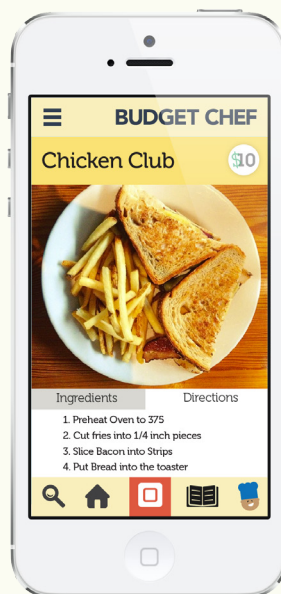 BUDGET CHEF
Chicken Club
$10
Ingredients
Directions
1. Preheat Oven to 375
2. Cut fries into 1/4 inch pieces
3. Slice Bacon into Strips
4. Put Bread into the toaster